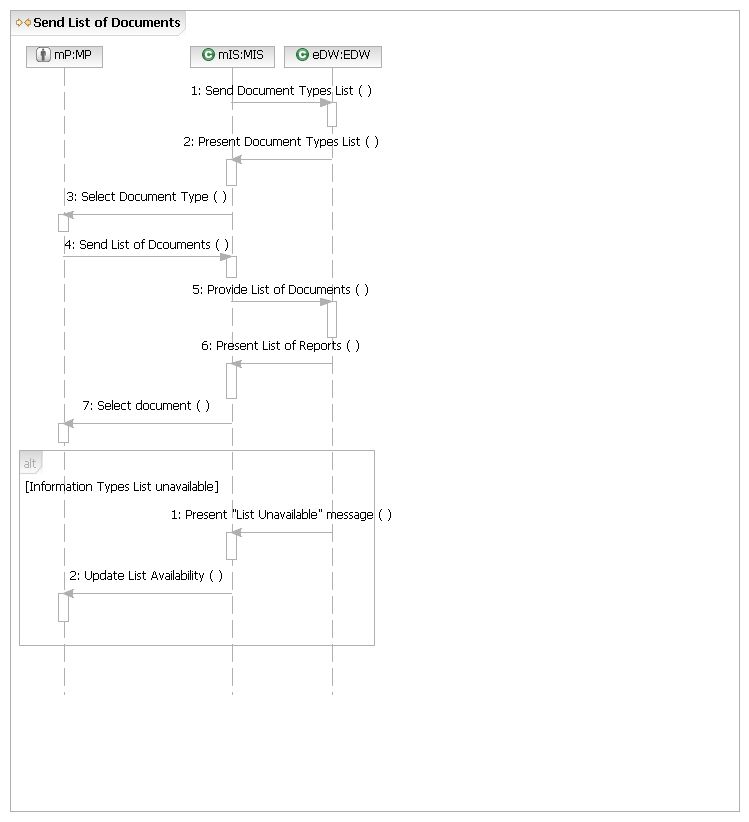 Send List of Documents
mP:MP
mIS:MIS
eDW:EDW
1: Send Document Types List ( )
2: Present Document Types List ( )
3: Select Document Type ( )
4: Send List of Dcouments ( )
5: Provide List of Documents ( )
6: Present List of Reports ( )
7: Select document ( )
alt
[Information Types List unavailable]
1: Present "List Unavailable" message ( )
2: Update List Availability ( )